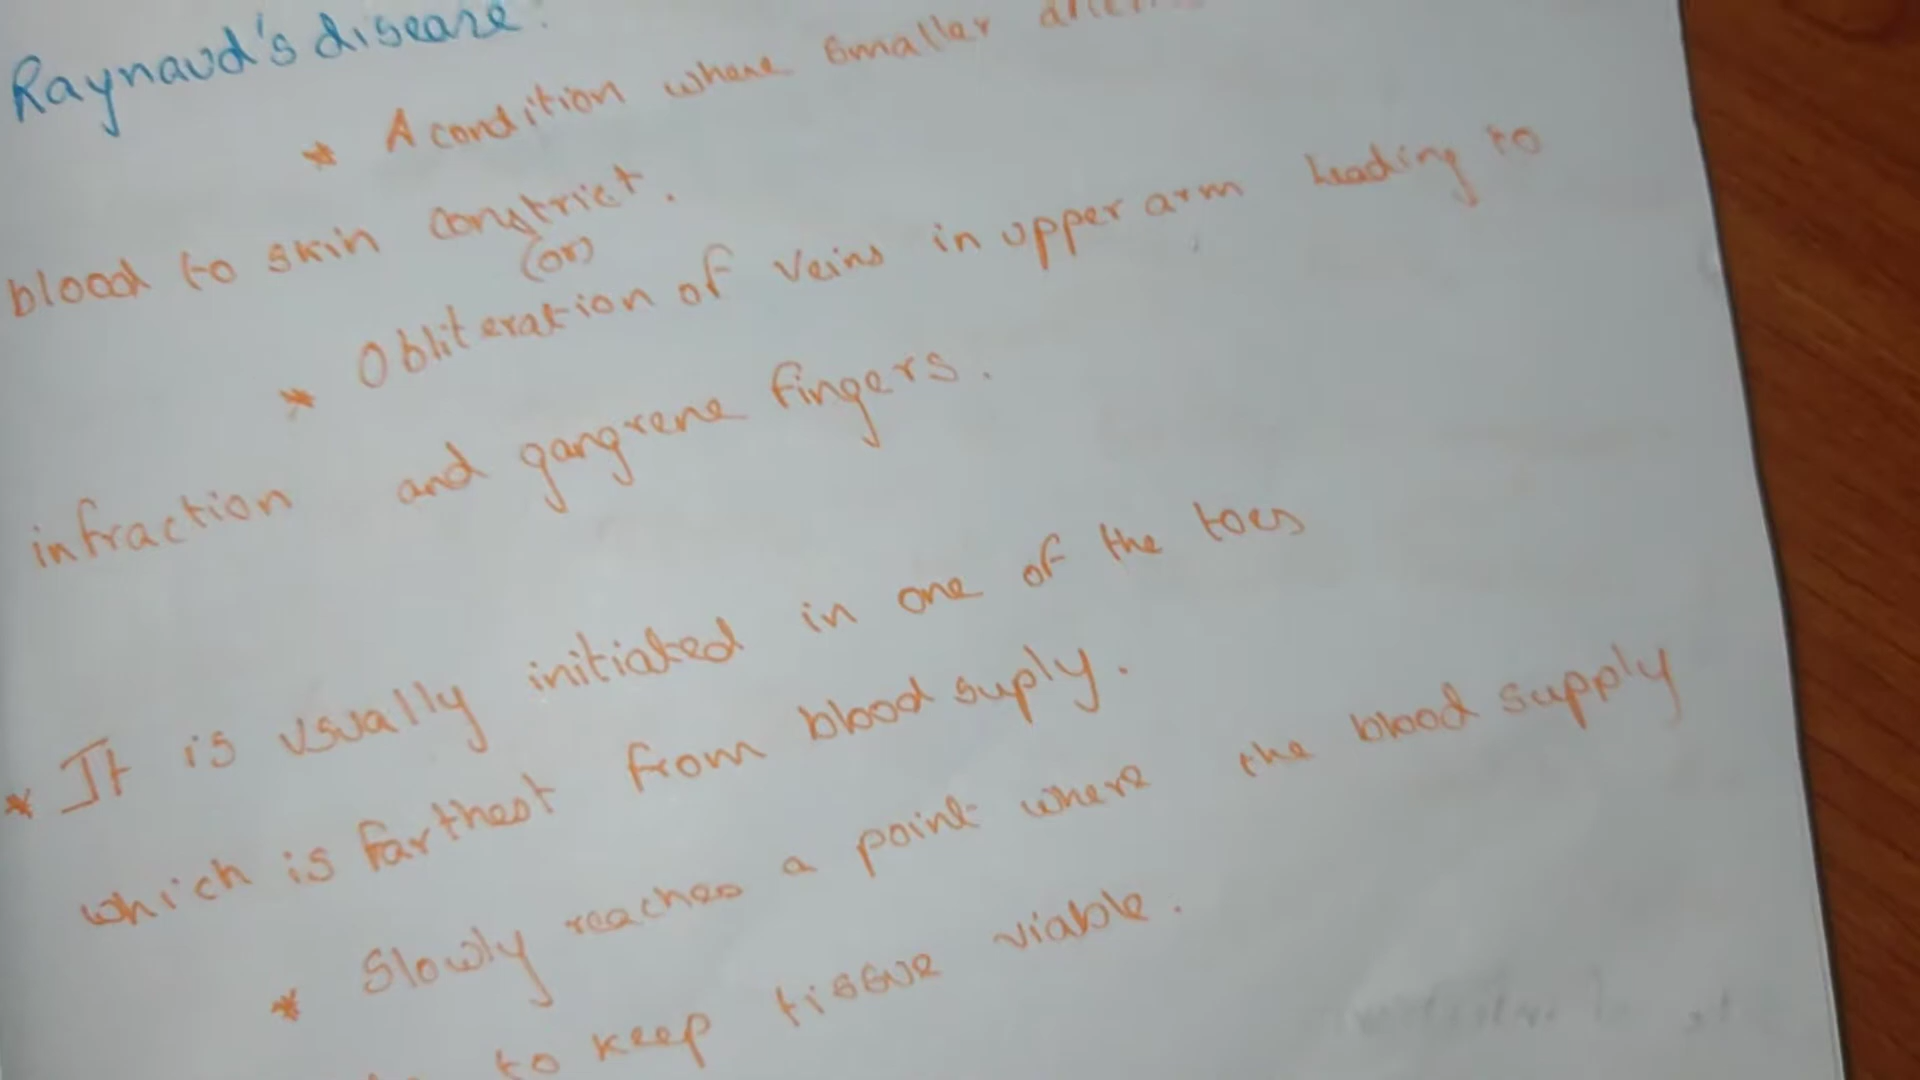 Raynaud's disease.
* A condition where smaller
blood to skin constrict.
(or)
* Obliteration of veins in upper arm leading to
infraction and gangrene fingers.
* It is usually initiated in one of the toes
which is farthest from blood suply.
* Slowly reaches a point where the blood supply
to keep tissue viable.